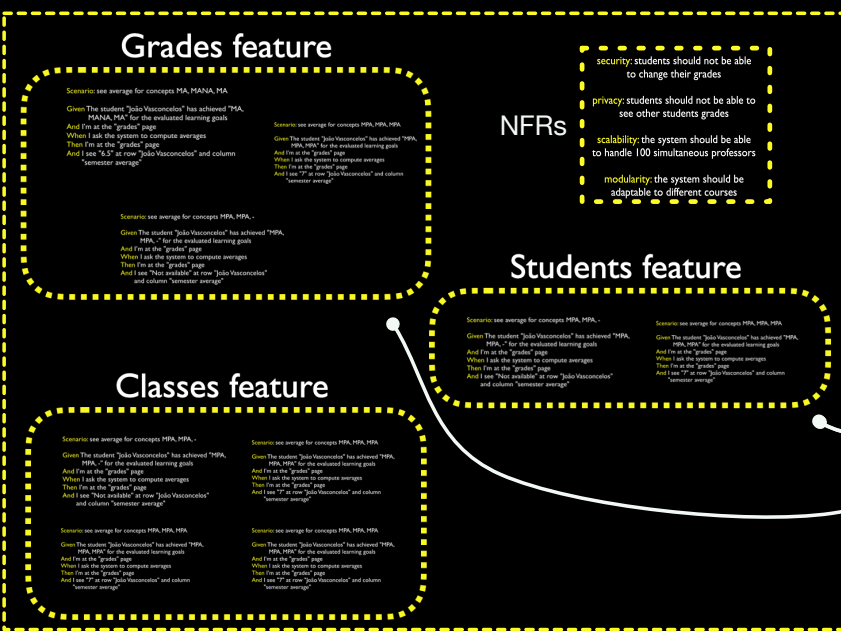 Grades feature
Scenario: see average for concepts MA, MANA, MA
Given The student "João Vasconcelos" has achieved "MA,
MANA, MA" for the evaluated learning goals
And I'm at the "grades" page
When I ask the system to compute averages
Then I'm at the "grades" page
And I see "6.5" at row "João Vasconcelos" and column
"semester average"
Scenario: see average for concepts MPA, MPA, MPA
Given The student "João Vasconcelos" has achieved "MPA,
MPA, MPA" for the evaluated learning goals
And I'm at the "grades" page
When I ask the system to compute averages
Then I'm at the "grades" page
And I see "7" at row "João Vasconcelos" and column
"semester average"
Scenario: see average for concepts MPA, MPA, -
Given The student "João Vasconcelos" has achieved "MPA,
MPA, -" for the evaluated learning goals
And I'm at the "grades" page
When I ask the system to compute averages
Then I'm at the "grades" page
And I see "Not available" at row "João Vasconcelos"
and column "semester average"
NFRs
security: students should not be able
to change their grades
privacy: students should not be able to
see other students grades
scalability: the system should be able
to handle 100 simultaneous professors
modularity: the system should be
adaptable to different courses
Students feature
Scenario: see average for concepts MPA, MPA, -
Given The student "João Vasconcelos" has achieved "MPA,
MPA, -" for the evaluated learning goals
And I'm at the "grades" page
When I ask the system to compute averages
Then I'm at the "grades" page
And I see "Not available" at row "João Vasconcelos"
and column "semester average"
Scenario: see average for concepts MPA, MPA, MPA
Given The student "João Vasconcelos" has achieved "MPA,
MPA, MPA" for the evaluated learning goals
And I'm at the "grades" page
When I ask the system to compute averages
Then I'm at the "grades" page
And I see "7" at row "João Vasconcelos" and column
"semester average"
Classes feature
Scenario: see average for concepts MPA, MPA, -
Given The student "João Vasconcelos" has achieved "MPA,
MPA, -" for the evaluated learning goals
And I'm at the "grades" page
When I ask the system to compute averages
Then I'm at the "grades" page
And I see "Not available" at row "João Vasconcelos"
and column "semester average"
Scenario: see average for concepts MPA, MPA, MPA
Given The student "João Vasconcelos" has achieved "MPA,
MPA, MPA" for the evaluated learning goals
And I'm at the "grades" page
When I ask the system to compute averages
Then I'm at the "grades" page
And I see "7" at row "João Vasconcelos" and column
"semester average"
Scenario: see average for concepts MPA, MPA, MPA
Given The student "João Vasconcelos" has achieved "MPA,
MPA, MPA" for the evaluated learning goals
And I'm at the "grades" page
When I ask the system to compute averages
Then I'm at the "grades" page
And I see "7" at row "João Vasconcelos" and column
"semester average"
Scenario: see average for concepts MPA, MPA, MPA
Given The student "João Vasconcelos" has achieved "MPA,
MPA, MPA" for the evaluated learning goals
And I'm at the "grades" page
When I ask the system to compute averages
Then I'm at the "grades" page
And I see "7" at row "João Vasconcelos" and column
"semester average"